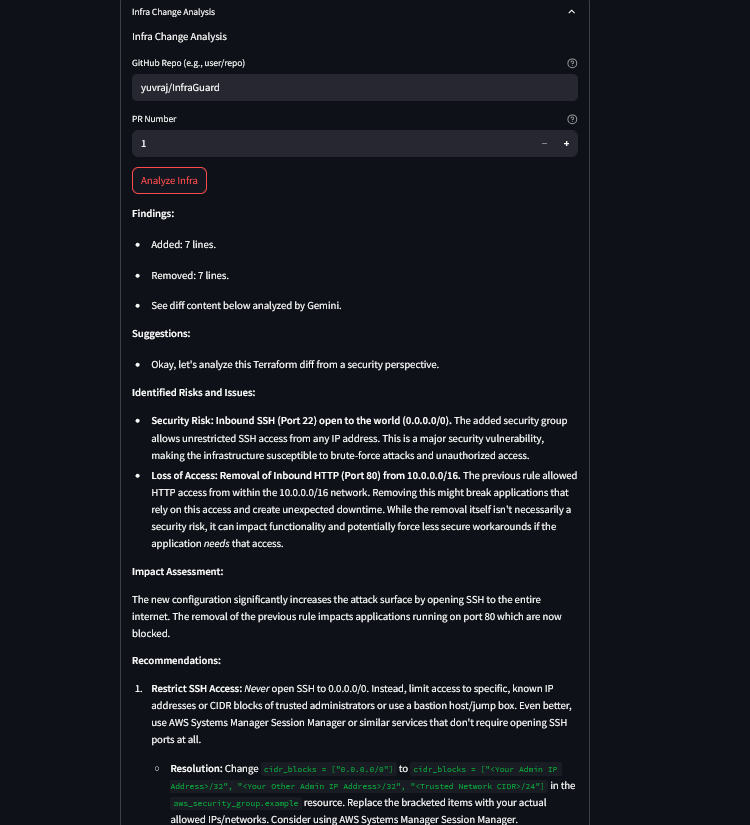 Infra Change Analysis
Infra Change Analysis
GitHub Repo (e.g., user/repo)
yuvraj/InfraGuard
PR Number
1
Analyze Infra
Findings:
Added: 7 lines.
Removed: 7 lines.
See diff content below analyzed by Gemini.
Suggestions:
Okay, let's analyze this Terraform diff from a security perspective.
Identified Risks and Issues:
Security Risk: Inbound SSH (Port 22) open to the world (0.0.0.0/0). The added security group
allows unrestricted SSH access from any IP address. This is a major security vulnerability,
making the infrastructure susceptible to brute-force attacks and unauthorized access.
Loss of Access: Removal of Inbound HTTP (Port 80) from 10.0.0.0/16. The previous rule allowed
HTTP access from within the 10.0.0.0/16 network. Removing this might break applications that
rely on this access and create unexpected downtime. While the removal itself isn't necessarily a
security risk, it can impact functionality and potentially force less secure workarounds if the
application needs that access.
Impact Assessment:
The new configuration significantly increases the attack surface by opening SSH to the entire
internet. The removal of the previous rule impacts applications running on port 80 which are now
blocked.
Recommendations:
1. Restrict SSH Access: Never open SSH to 0.0.0.0/0. Instead, limit access to specific, known IP
addresses or CIDR blocks of trusted administrators or use a bastion host/jump box. Even better,
use AWS Systems Manager Session Manager or similar services that don't require opening SSH
ports at all.
Resolution: Change cidr_blocks = ["0.0.0.0/0"] to cidr_blocks = ["<Your Admin IP
Address>/32", "<Your Other Admin IP Address>/32", "<Trusted Network CIDR>/24"] in the
aws_security_group.example resource. Replace the bracketed items with your actual
allowed IPs/networks. Consider using AWS Systems Manager Session Manager.